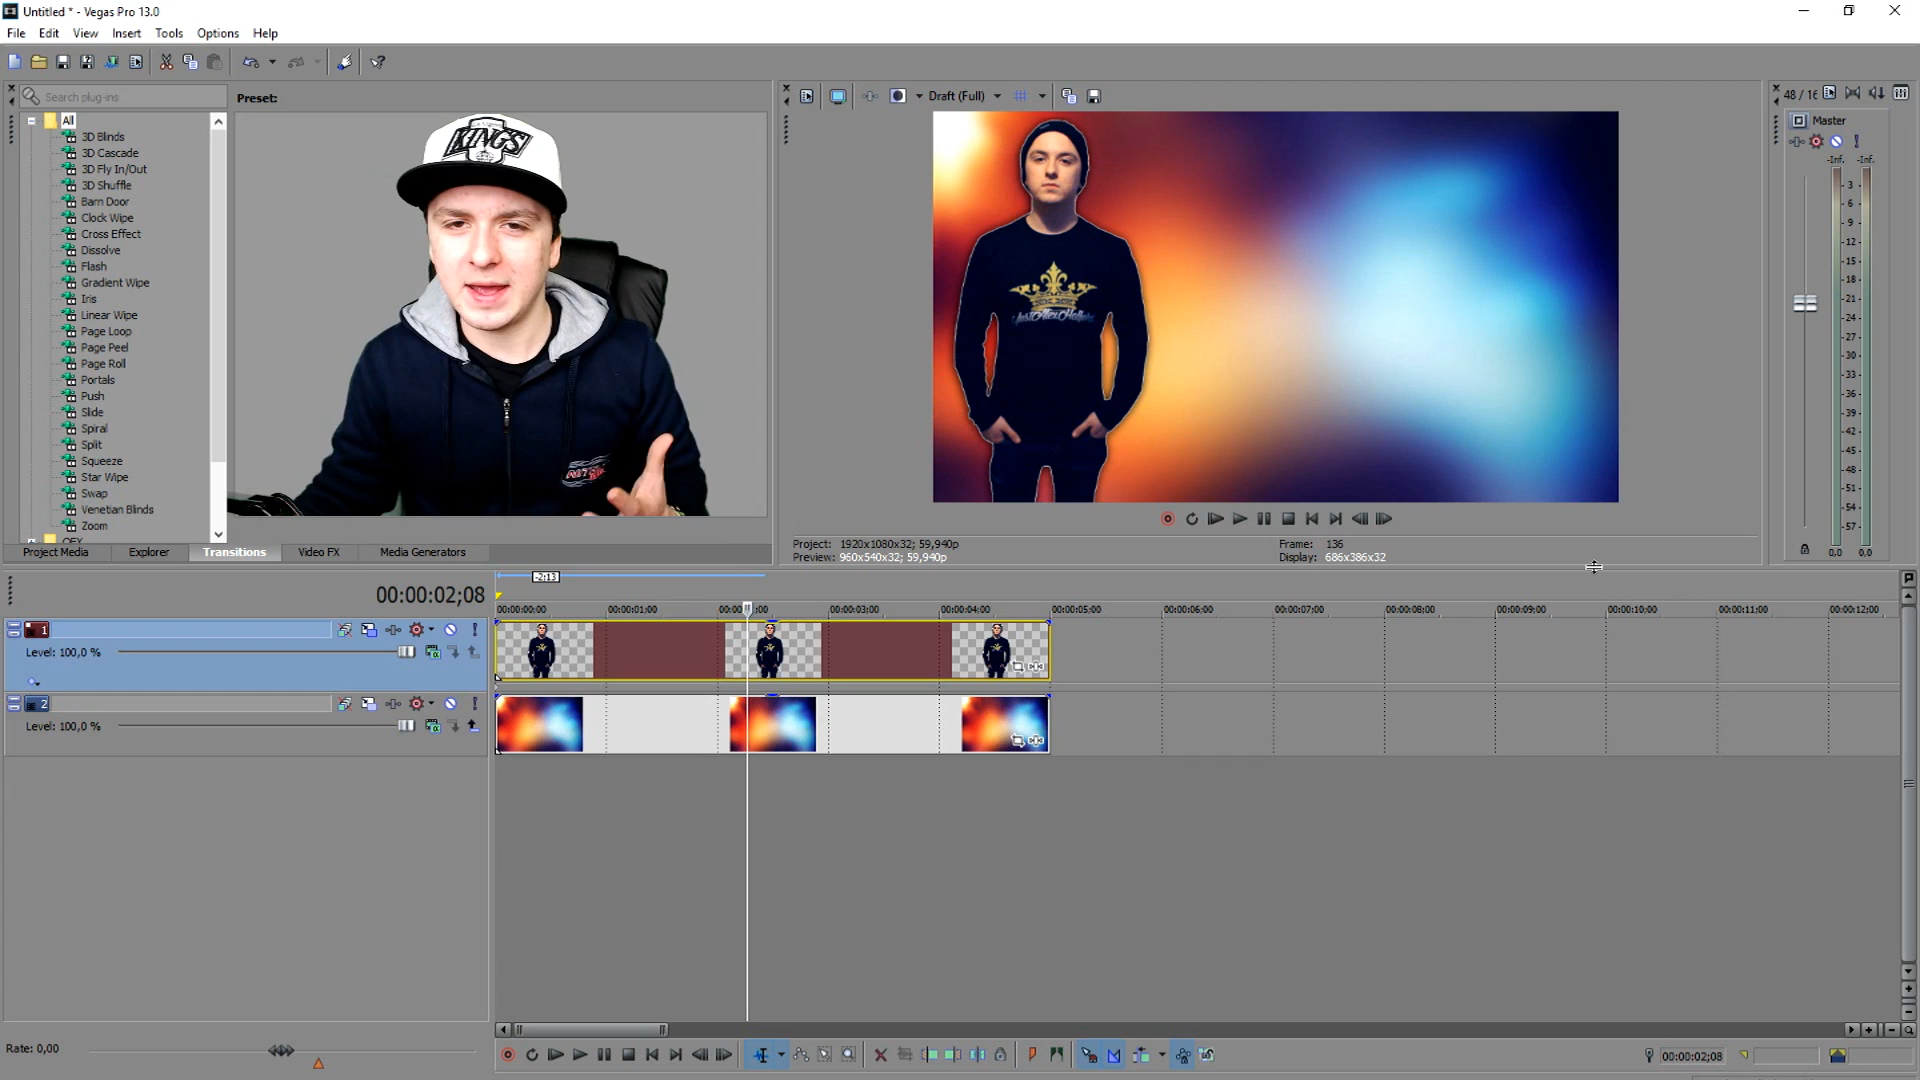 Untitled * - Vegas Pro 13.0
File Edit View Insert Tools Options Help
Search plug-ins
Preset:
All
3D Blinds
3D Cascade
3D Fly In/Out
3D Shuffle
Barn Door
Clock Wipe
Cross Effect
Dissolve
Flash
Gradient Wipe
Iris
Linear Wipe
Page Loop
Page Peel
Page Roll
Portals
Push
Slide
Spiral
Split
Squeeze
Star Wipe
Swap
Venetian Blinds
Zoom
OFX
KINGS
Project Media Explorer Transitions Video FX Media Generators
Draft (Full)
Project: 1920x1080x32; 59,940p
Preview: 960x540x32; 59,940p
Frame: 136
Display: 686x386x32
48 / 16
Master
-Inf. -Inf.
3
6
9
12
15
18
21
24
27
30
33
36
39
42
45
48
51
54
57
0,0 0,0
00:00:02;08
-2:13
00:00:00;00 00:00:01;00 00:00 00 00:00:03;00 00:00:04;00 00:00:05;00 00:00:06;00 00:00:07;00 00:00:08;00 00:00:09;00 00:00:10;00 00:00:11;00 00:00:12;00
1
Level: 100,0 %
2
Level: 100,0 %
Rate: 0,00
00:00:02;08